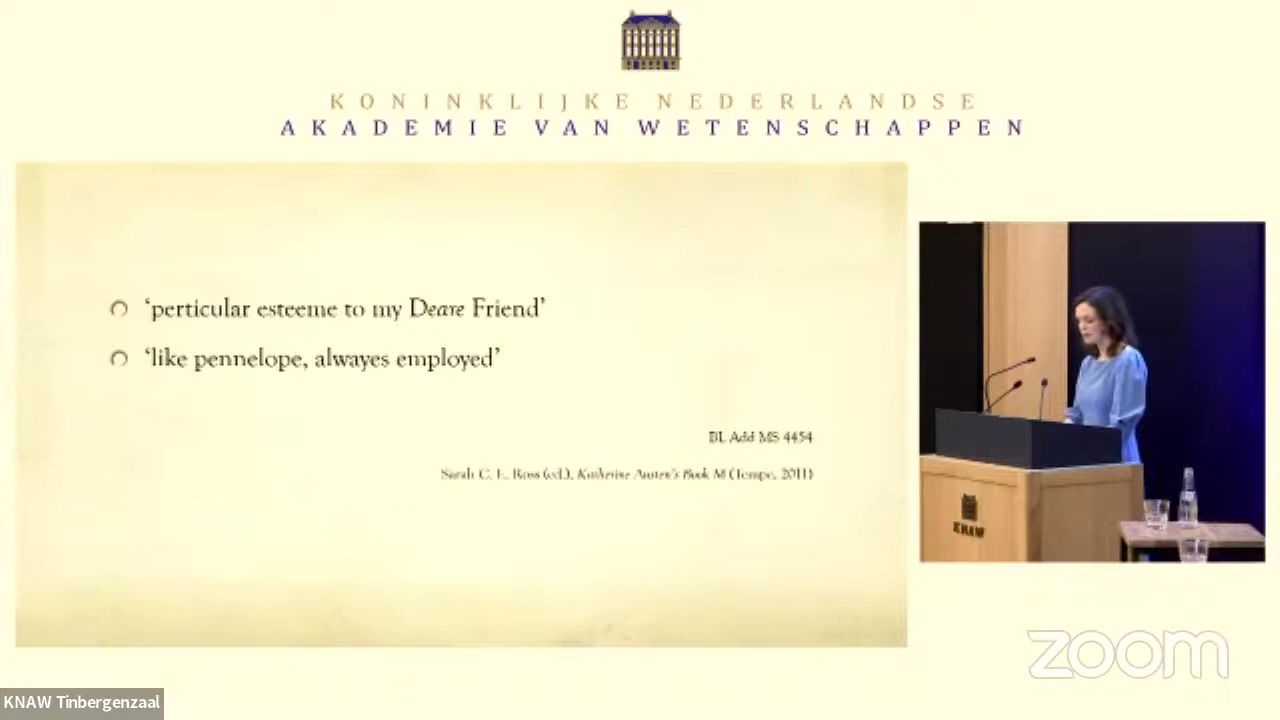 KONINKLIJKE NEDERLANDSE
AKADEMIE VAN WETENSCHAPPEN
‘perticular esteeme to my Deare Friend’
‘like pennelope, alwayes employed’
BL Add MS 4454
Sarah C. E. Ross (ed.), Katherine Austen's Book M (Tempe, 2011)
KNAW
zoom
KNAW Tinbergenzaal